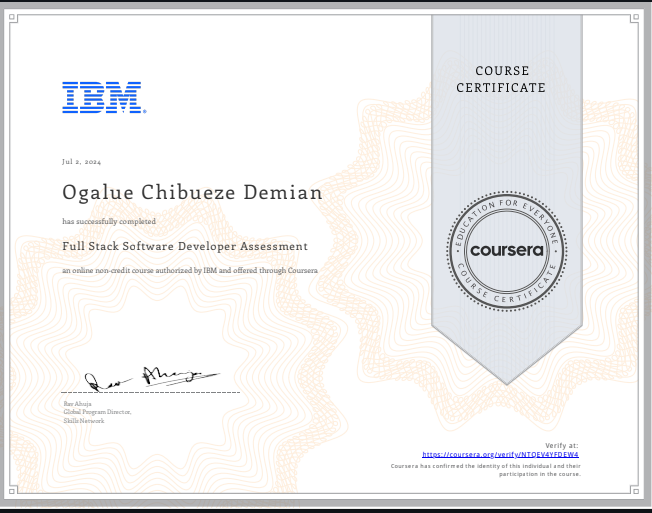 COURSE
CERTIFICATE
IBM
Jul 2, 2024
Ogalue Chibueze Demian
has successfully completed
Full Stack Software Developer Assessment
an online non-credit course authorized by IBM and offered through Coursera
EDUCATION FOR EVERYONE
coursera
COURSE CERTIFICATE
Rav Ahuja
Global Program Director,
Skills Network
Verify at:
https://coursera.org/verify/NTQEV4YFDEW4
Coursera has confirmed the identity of this individual and their
participation in the course.